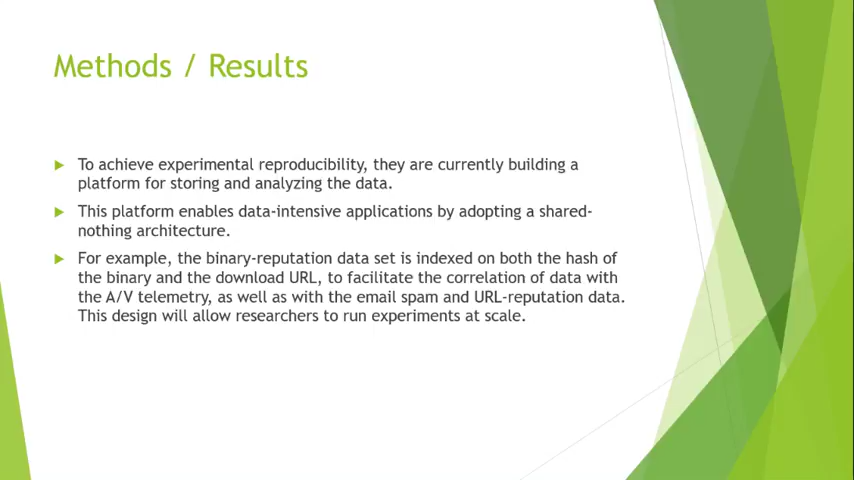 Methods / Results
To achieve experimental reproducibility, they are currently building a
platform for storing and analyzing the data.
This platform enables data-intensive applications by adopting a shared-
nothing architecture.
For example, the binary-reputation data set is indexed on both the hash of
the binary and the download URL, to facilitate the correlation of data with
the A/V telemetry, as well as with the email spam and URL-reputation data.
This design will allow researchers to run experiments at scale.